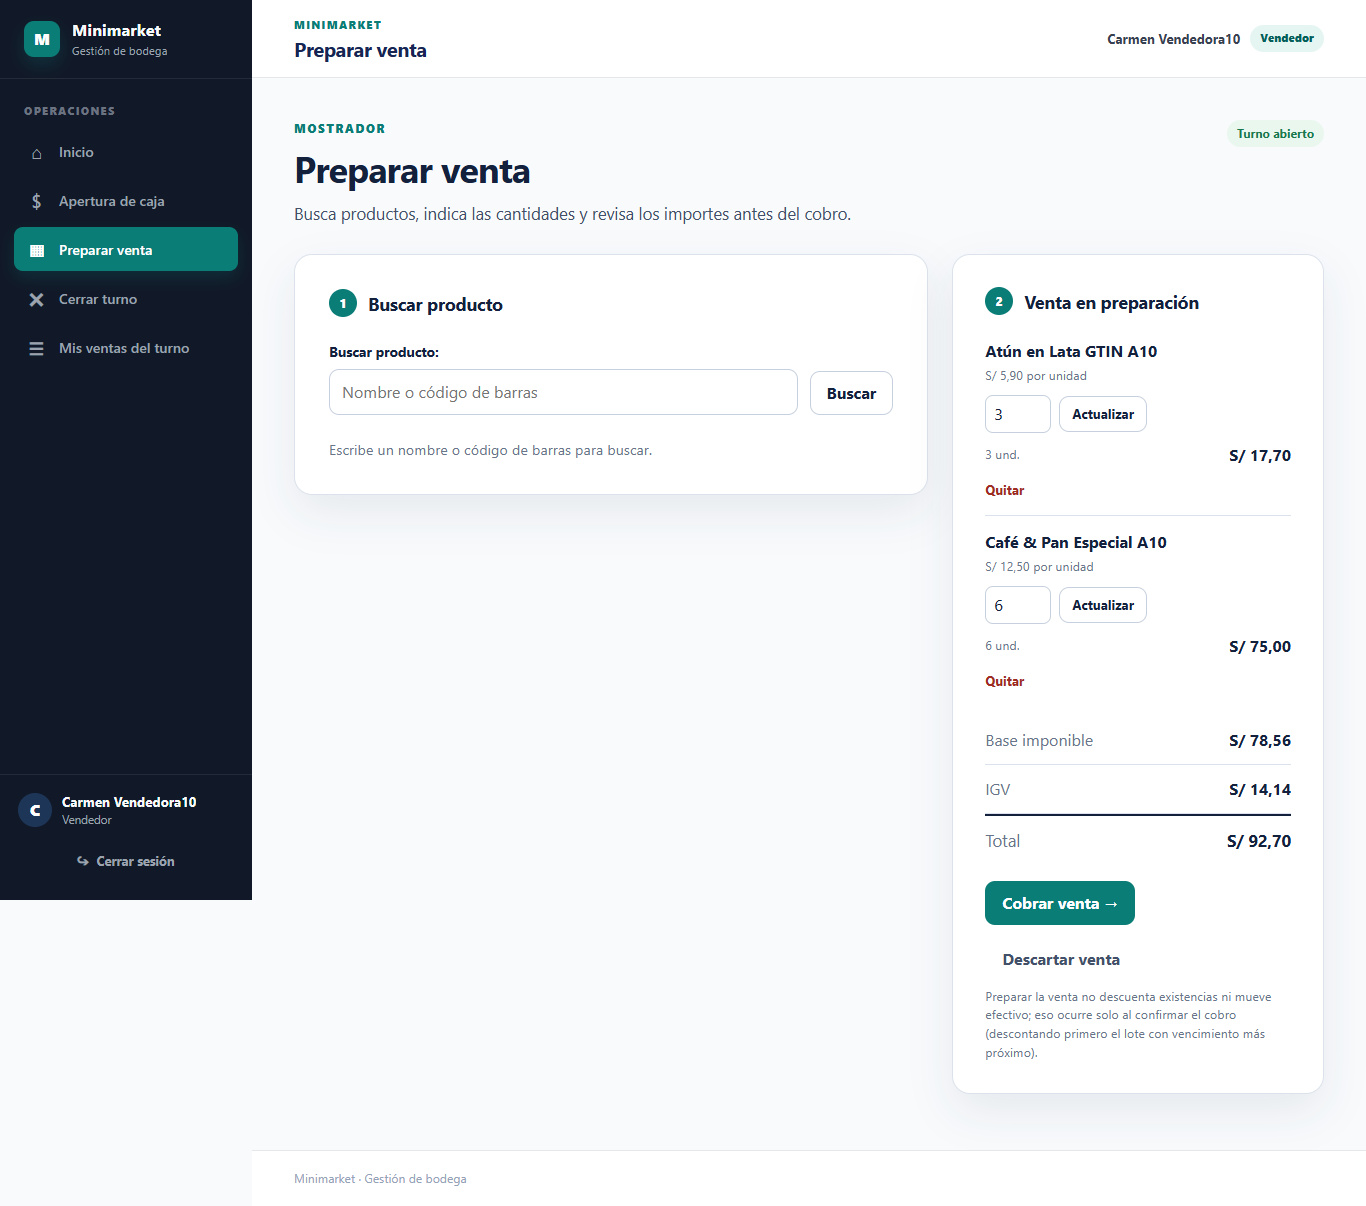 M
Minimarket
Gestión de bodega
OPERACIONES
Inicio
$ Apertura de caja
Preparar venta
Cerrar turno
Mis ventas del turno
C
Carmen Vendedora10
Vendedor
Cerrar sesión
MINIMARKET
Preparar venta
Carmen Vendedora10 Vendedor
MOSTRADOR
Turno abierto
Preparar venta
Busca productos, indica las cantidades y revisa los importes antes del cobro.
1 Buscar producto
Buscar producto:
Nombre o código de barras
Buscar
Escribe un nombre o código de barras para buscar.
2 Venta en preparación
Atún en Lata GTIN A10
S/ 5,90 por unidad
3 Actualizar
3 und. S/ 17,70
Quitar
Café & Pan Especial A10
S/ 12,50 por unidad
6 Actualizar
6 und. S/ 75,00
Quitar
Base imponible S/ 78,56
IGV S/ 14,14
Total S/ 92,70
Cobrar venta →
Descartar venta
Preparar la venta no descuenta existencias ni mueve
efectivo; eso ocurre solo al confirmar el cobro
(descontando primero el lote con vencimiento más
próximo).
Minimarket · Gestión de bodega